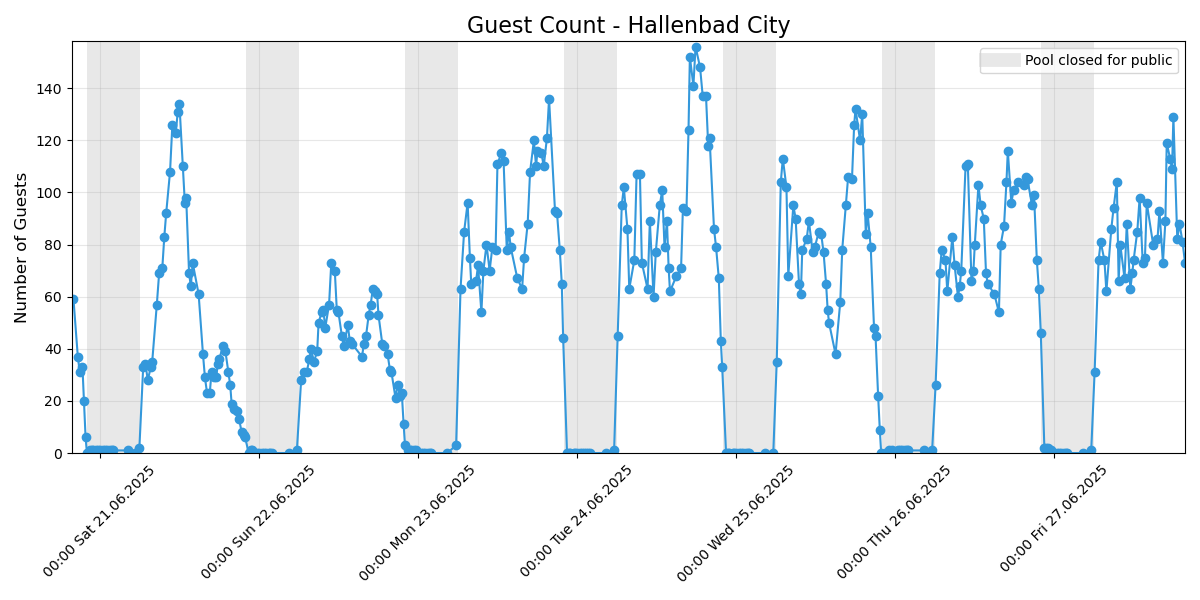 Guest Count - Hallenbad City
Pool closed for public
Number of Guests
140
120
100
80
60
40
20
0
00:00 Sat 21.06.2025
00:00 Sun 22.06.2025
00:00 Mon 23.06.2025
00:00 Tue 24.06.2025
00:00 Wed 25.06.2025
00:00 Thu 26.06.2025
00:00 Fri 27.06.2025